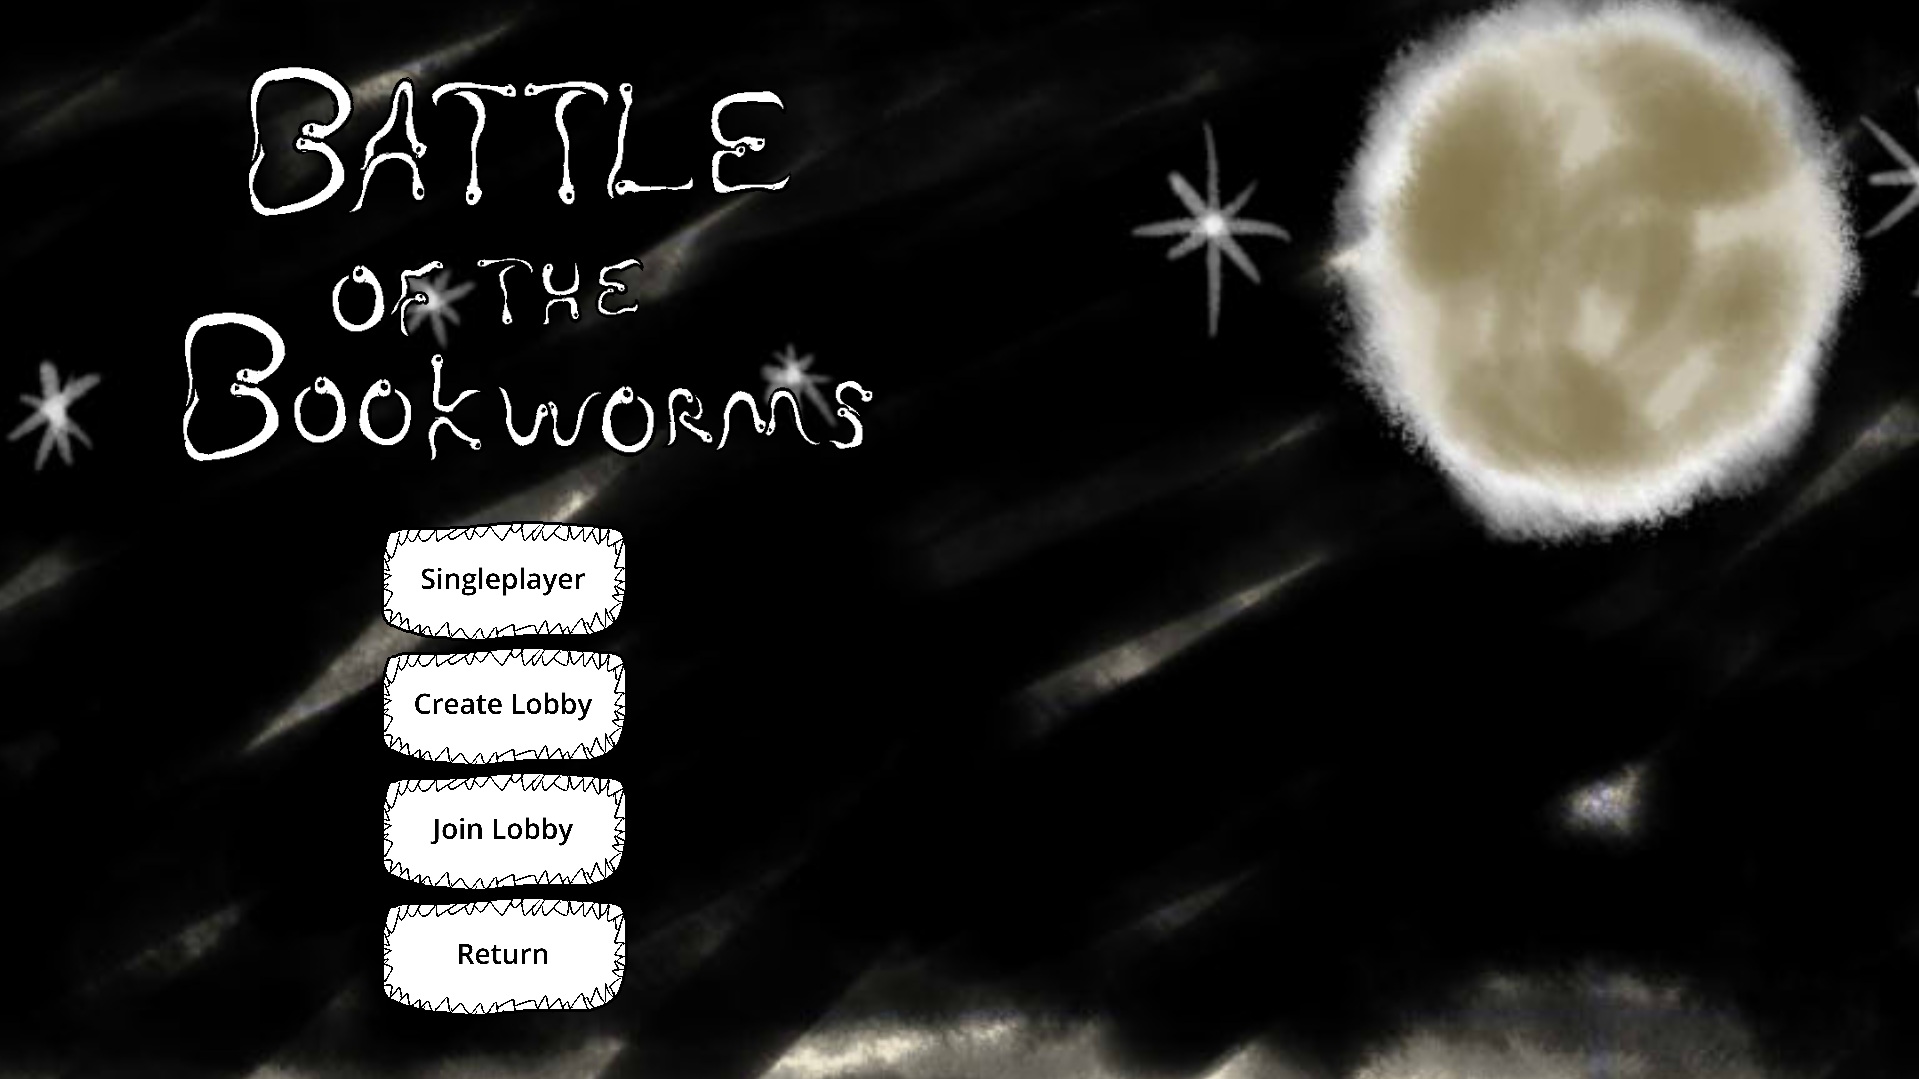 BATTLE
OF THE
BOOKWORMS
Singleplayer
Create Lobby
Join Lobby
Return